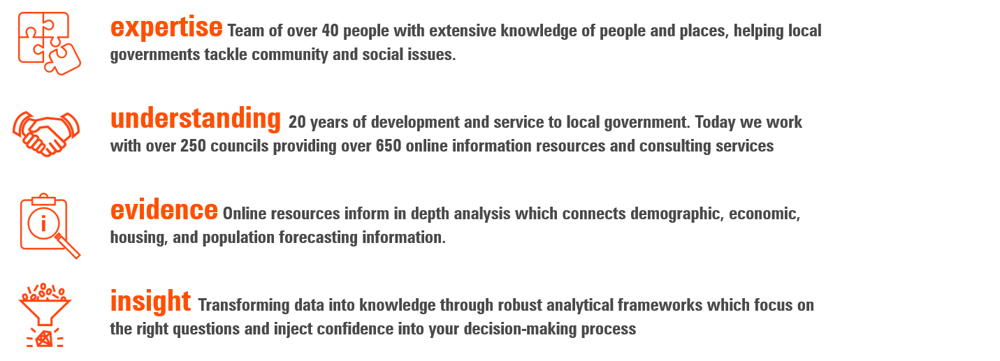 expertise Team of over 40 people with extensive knowledge of people and places, helping local
governments tackle community and social issues.
understanding 20 years of development and service to local government. Today we work
with over 250 councils providing over 650 online information resources and consulting services
i
evidence Online resources inform in depth analysis which connects demographic, economic,
housing, and population forecasting information.
insight Transforming data into knowledge through robust analytical frameworks which focus on
the right questions and inject confidence into your decision-making process